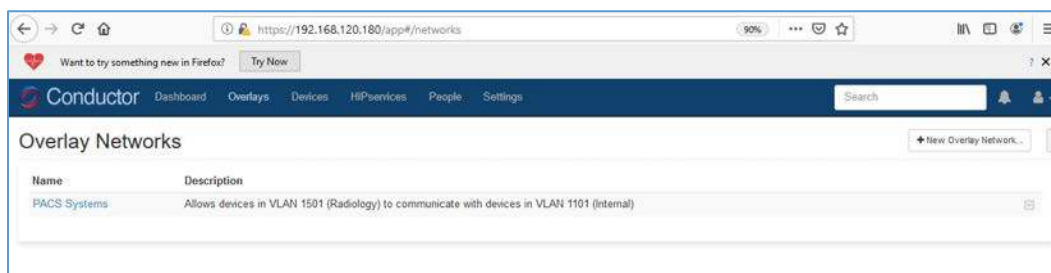 https://192.168.120.180/app#/networks 90%
Want to try something new in Firefox? Try Now
Conductor Dashboard Overlays Devices HIPservices People Settings Search
Overlay Networks + New Overlay Network...
Name Description
PACS Systems Allows devices in VLAN 1501 (Radiology) to communicate with devices in VLAN 1101 (Internal)